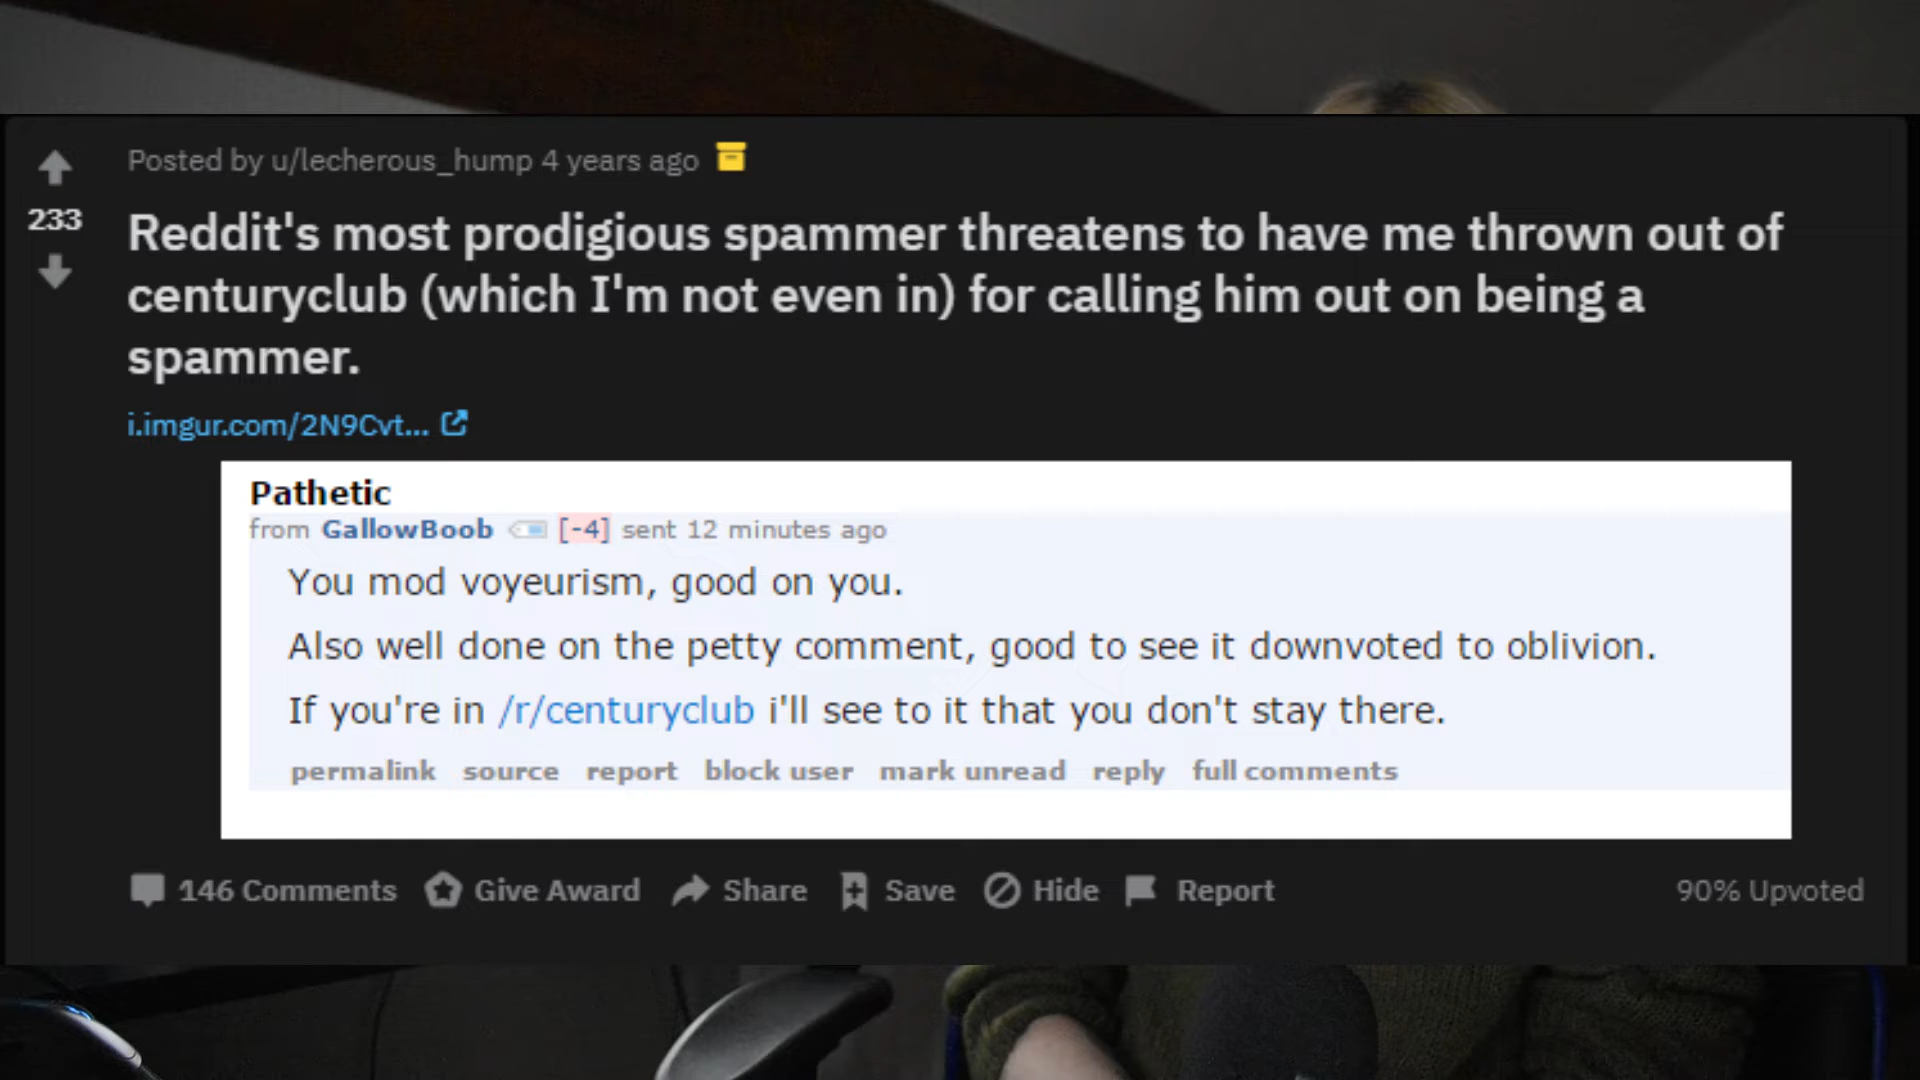 Posted by u/lecherous_hump 4 years ago
233
Reddit's most prodigious spammer threatens to have me thrown out of
centuryclub (which I'm not even in) for calling him out on being a
spammer.
i.imgur.com/2N9Cvt...
Pathetic
from GallowBoob [-4] sent 12 minutes ago
You mod voyeurism, good on you.
Also well done on the petty comment, good to see it downvoted to oblivion.
If you're in /r/centuryclub i'll see to it that you don't stay there.
permalink source report block user mark unread reply full comments
146 Comments Give Award Share Save Hide Report 90% Upvoted